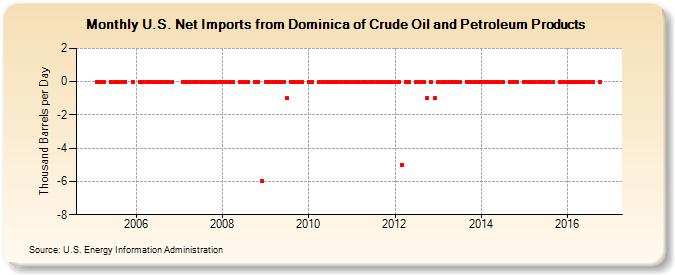 Monthly U.S. Net Imports from Dominica of Crude Oil and Petroleum Products
Thousand Barrels per Day
2
0
-2
-4
-6
-8
2006 2008 2010 2012 2014 2016
Source: U.S. Energy Information Administration